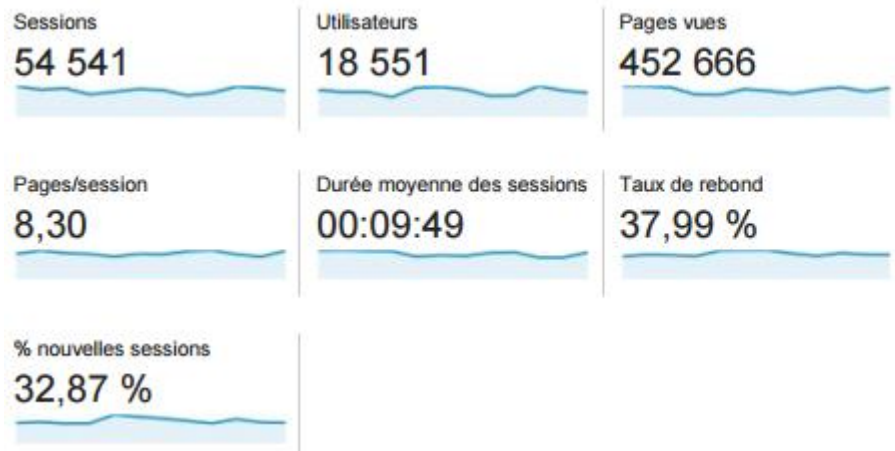 Sessions
54 541
Utilisateurs
18 551
Pages vues
452 666
Pages/session
8,30
Durée moyenne des sessions
00:09:49
Taux de rebond
37,99 %
% nouvelles sessions
32,87 %